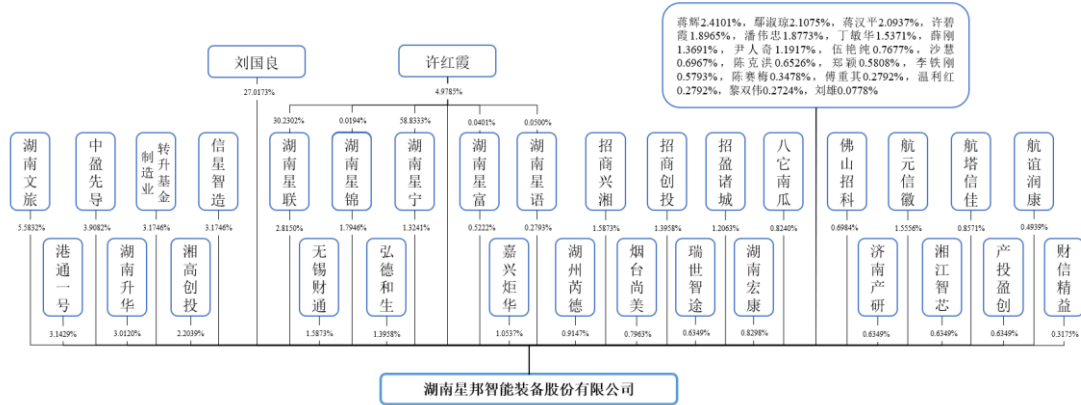 蒋辉2.4101%, 鄢淑琼2.1075%, 蒋汉平2.0937%, 许碧
霞1.8965%, 潘伟忠1.8773%, 丁敏华1.5371%, 薛刚
1.3691%, 尹人奇1.1917%, 伍艳纯0.7677%, 沙慧
0.6967%, 陈克洪0.6526%, 郑颖0.5808%, 李铁刚
0.5793%, 陈赛梅0.3478%, 傅重其0.2792%, 温利红
0.2792%, 黎双伟0.2724%, 刘雄0.0778%
刘国良
许红霞
27.0173%
4.9785%
30.2302%
0.0194%
58.8333%
0.0401%
0.0500%
湖南文旅
中盈先导
转升基金
制造业
信星智造
湖南星联
湖南星锦
湖南星宁
湖南星富
湖南星语
招商兴湘
招商创投
招盈诸城
八它南瓜
佛山招科
航元信徽
航塔信佳
航谊润康
5.5832%
3.9082%
3.1746%
3.1746%
2.8150%
1.7946%
1.3241%
0.5222%
0.2793%
1.5873%
1.3958%
1.2063%
0.8240%
0.6984%
1.5556%
0.8571%
0.4939%
港通一号
湖南升华
湘高创投
无锡财通
弘德和生
嘉兴炬华
湖州芮德
烟台尚美
瑞世智途
湖南宏康
济南产研
湘江智芯
产投盈创
财信精益
3.1429%
3.0120%
2.2039%
1.5873%
1.3958%
1.0537%
0.9147%
0.7963%
0.6349%
0.8298%
0.6349%
0.6349%
0.6349%
0.3175%
湖南星邦智能装备股份有限公司